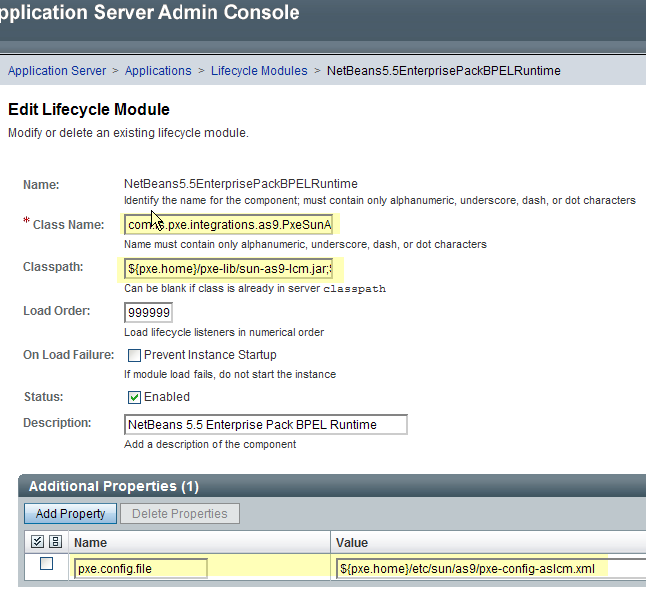 pplication Server Admin Console
Application Server > Applications > Lifecycle Modules > NetBeans5.5EnterprisePackBPELRuntime
Edit Lifecycle Module
Modify or delete an existing lifecycle module.
Name: NetBeans5.5EnterprisePackBPELRuntime
Identify the name for the component; must contain only alphanumeric, underscore, dash, or dot characters
* Class Name: com.fs.pxe.integrations.as9.PxeSunA
Name must contain only alphanumeric, underscore, dash, or dot characters
Classpath: ${pxe.home}/pxe-lib/sun-as9-lcm.jar;
Can be blank if class is already in server classpath
Load Order: 999999
Load lifecycle listeners in numerical order
On Load Failure: Prevent Instance Startup
If module load fails, do not start the instance
Status: Enabled
Description: NetBeans 5.5 Enterprise Pack BPEL Runtime
Add a description of the component
Additional Properties (1)
Add Property Delete Properties
Name Value
pxe.config.file ${pxe.home}/etc/sun/as9/pxe-config-aslcm.xml